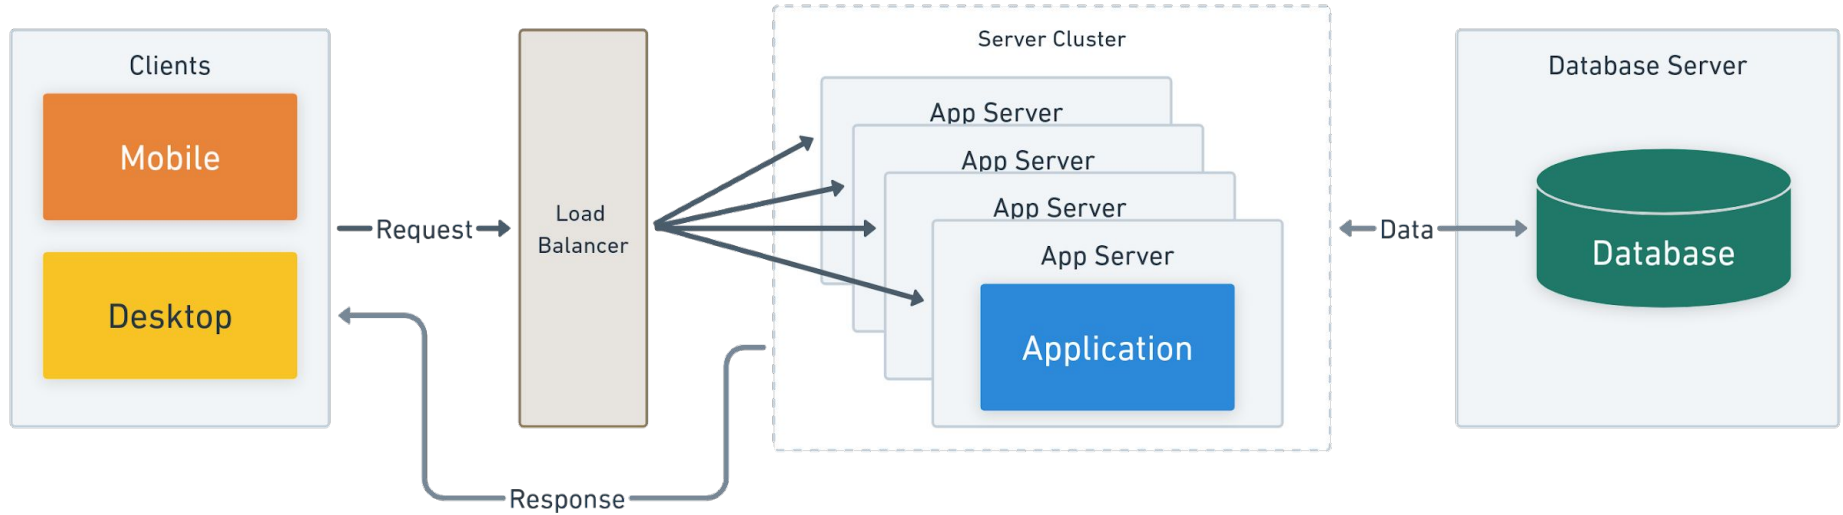 Clients
Mobile
Desktop
Request
Load
Balancer
Server Cluster
App Server
App Server
App Server
App Server
Application
Response
Data
Database Server
Database